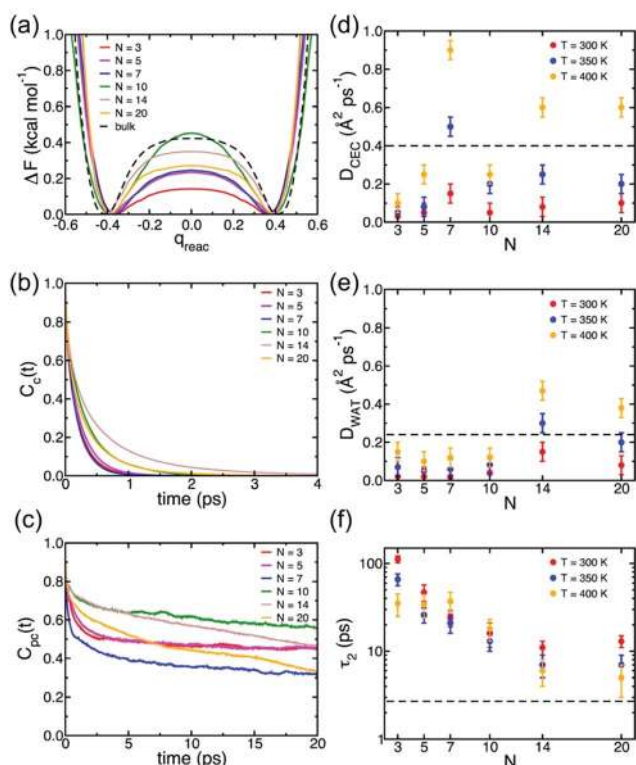 (a)
ΔF (kcal mol⁻¹)
1.0
0.8
0.6
0.4
0.2
0.0
N = 3
N = 5
N = 7
N = 10
N = 14
N = 20
bulk
-0.6 -0.4 -0.2 0.0 0.2 0.4 0.6
q_reac
(b)
C_c(t)
1.0
0.8
0.6
0.4
0.2
0.0
N = 3
N = 5
N = 7
N = 10
N = 14
N = 20
0 1 2 3 4
time (ps)
(c)
C_pc(t)
1.0
0.8
0.6
0.4
0.2
0.0
N = 3
N = 5
N = 7
N = 10
N = 14
N = 20
0 5 10 15 20
time (ps)
(d)
D_CEC (Å² ps⁻¹)
1.0
0.8
0.6
0.4
0.2
0.0
T = 300 K
T = 350 K
T = 400 K
3 5 7 10 14 20
N
(e)
D_WAT (Å² ps⁻¹)
1.0
0.8
0.6
0.4
0.2
0.0
T = 300 K
T = 350 K
T = 400 K
3 5 7 10 14 20
N
(f)
τ₂ (ps)
100
10
1
T = 300 K
T = 350 K
T = 400 K
3 5 7 10 14 20
N